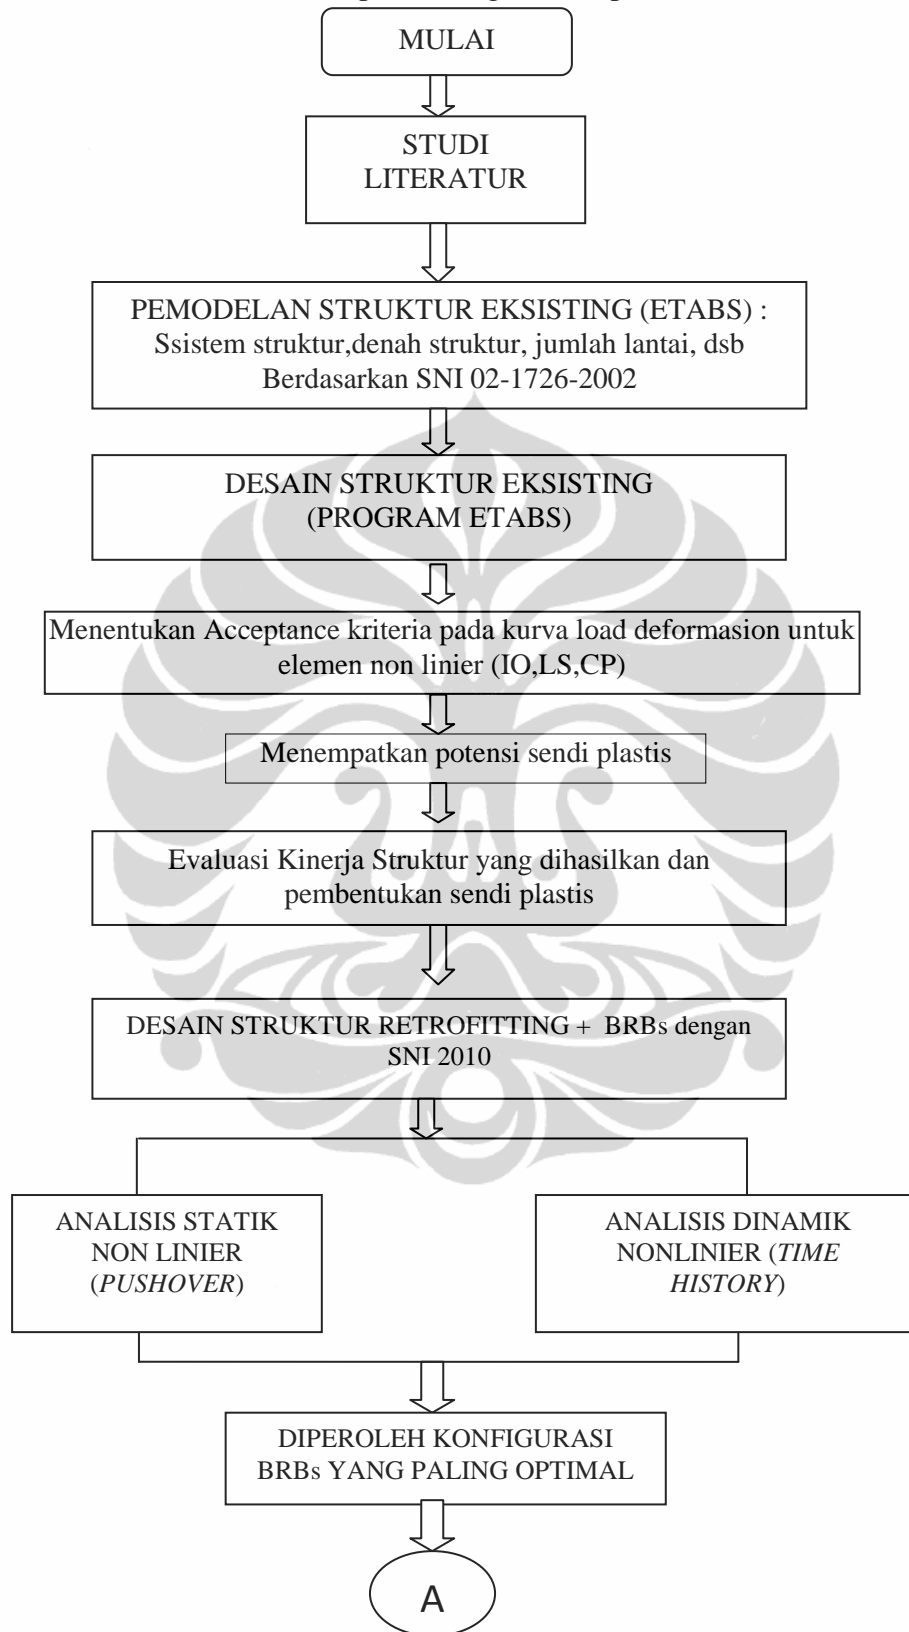 MULAI
STUDI
LITERATUR
PEMODELAN STRUKTUR EKSISTING (ETABS) :
Ssistem struktur,denah struktur, jumlah lantai, dsb
Berdasarkan SNI 02-1726-2002
DESAIN STRUKTUR EKSISTING
(PROGRAM ETABS)
Menentukan Acceptance kriteria pada kurva load deformasion untuk
elemen non linier (IO,LS,CP)
Menempatkan potensi sendi plastis
Evaluasi Kinerja Struktur yang dihasilkan dan
pembentukan sendi plastis
DESAIN STRUKTUR RETROFITTING + BRBs dengan
SNI 2010
ANALISIS STATIK
NON LINIER
(PUSHOVER)
ANALISIS DINAMIK
NONLINIER (TIME
HISTORY)
DIPEROLEH KONFIGURASI
BRBs YANG PALING OPTIMAL
A